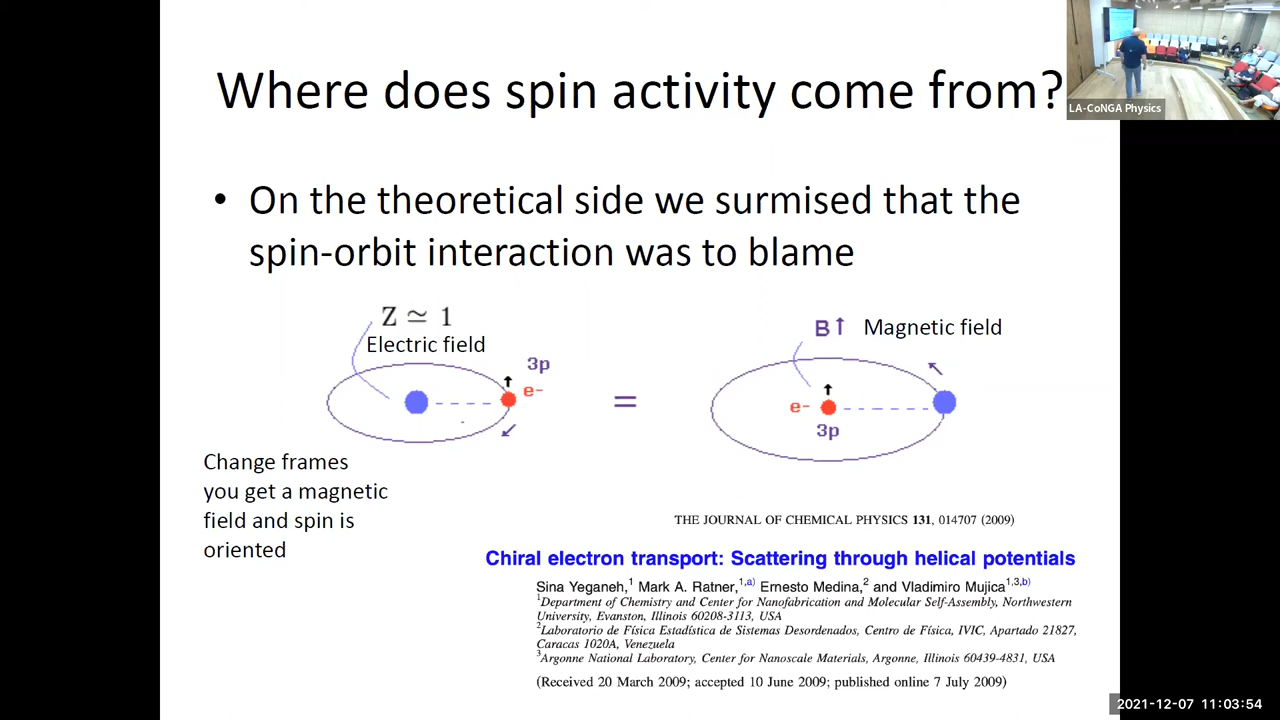 Where does spin activity come from?
LA-CoNGA Physics
• On the theoretical side we surmised that the
spin-orbit interaction was to blame
Z ≃ 1
Electric field
3p
e-
=
B↑ Magnetic field
e-
3p
Change frames
you get a magnetic
field and spin is
oriented
THE JOURNAL OF CHEMICAL PHYSICS 131, 014707 (2009)
Chiral electron transport: Scattering through helical potentials
Sina Yeganeh,1 Mark A. Ratner,1,a) Ernesto Medina,2 and Vladimiro Mujica1,3,b)
1Department of Chemistry and Center for Nanofabrication and Molecular Self-Assembly, Northwestern
University, Evanston, Illinois 60208-3113, USA
2Laboratorio de Física Estadística de Sistemas Desordenados, Centro de Física, IVIC, Apartado 21827,
Caracas 1020A, Venezuela
3Argonne National Laboratory, Center for Nanoscale Materials, Argonne, Illinois 60439-4831, USA
(Received 20 March 2009; accepted 10 June 2009; published online 7 July 2009)
2021-12-07 11:03:54